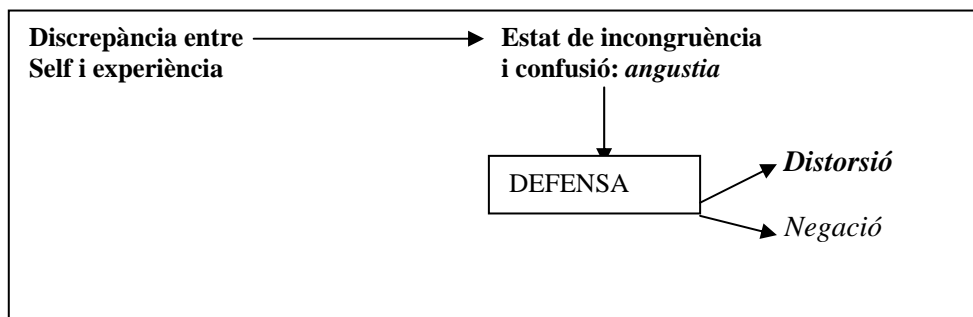 Discrepància entre
Self i experiència
Estat de incongruència
i confusió: angustia
DEFENSA
Distorsió
Negació